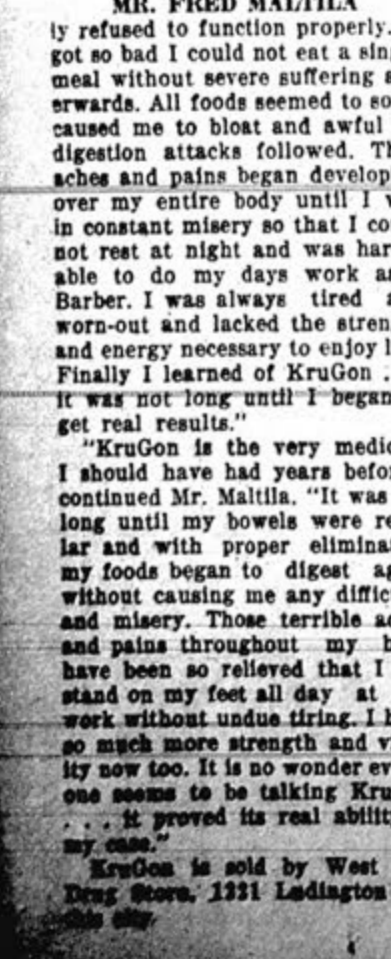 MR. FRED MALTILA
ly refused to function properly.
got so bad I could not eat a sin
meal without severe suffering a
erwards. All foods seemed to so
caused me to bloat and awful
digestion attacks followed. Th
aches and pains began develop
over my entire body until I w
in constant misery so that I co
not rest at night and was har
able to do my days work as
Barber. I was always tired a
worn-out and lacked the stren
and energy necessary to enjoy l
Finally I learned of KruGon .
it was not long until I began
get real results."
"KruGon is the very medic
I should have had years befor
continued Mr. Maltila. "It was
long until my bowels were re
lar and with proper elimina
my foods began to digest ag
without causing me any diffic
and misery. Those terrible ac
and pains throughout my b
have been so relieved that I
stand on my feet all day at
work without undue tiring. I h
so much more strength and v
ity now too. It is no wonder ev
one seems to be talking Kru
. . . it proved its real ability
my case."
KruGon is sold by West
Drug Store, 1221 Ludington
this city